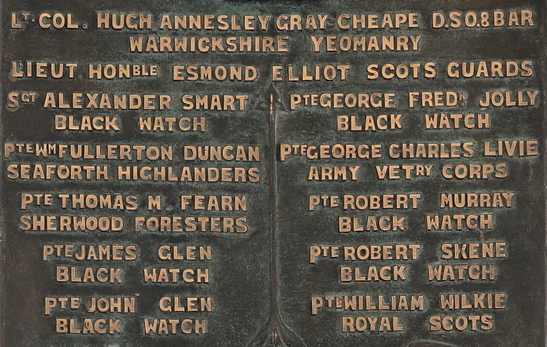 LT. COL. HUGH ANNESLEY GRAY CHEAPE D.S.O.& BAR
WARWICKSHIRE YEOMANRY
LIEUT. HONBLE ESMOND ELLIOT SCOTS GUARDS
SGT ALEXANDER SMART
BLACK WATCH
PTE WM FULLERTON DUNCAN
SEAFORTH HIGHLANDERS
PTE THOMAS M. FEARN
SHERWOOD FORESTERS
PTE JAMES GLEN
BLACK WATCH
PTE JOHN GLEN
BLACK WATCH
PTE GEORGE FREDK JOLLY
BLACK WATCH
PTE GEORGE CHARLES LIVIE
ARMY VETRY CORPS
PTE ROBERT MURRAY
BLACK WATCH
PTE ROBERT SKENE
BLACK WATCH
PTE WILLIAM WILKIE
ROYAL SCOTS